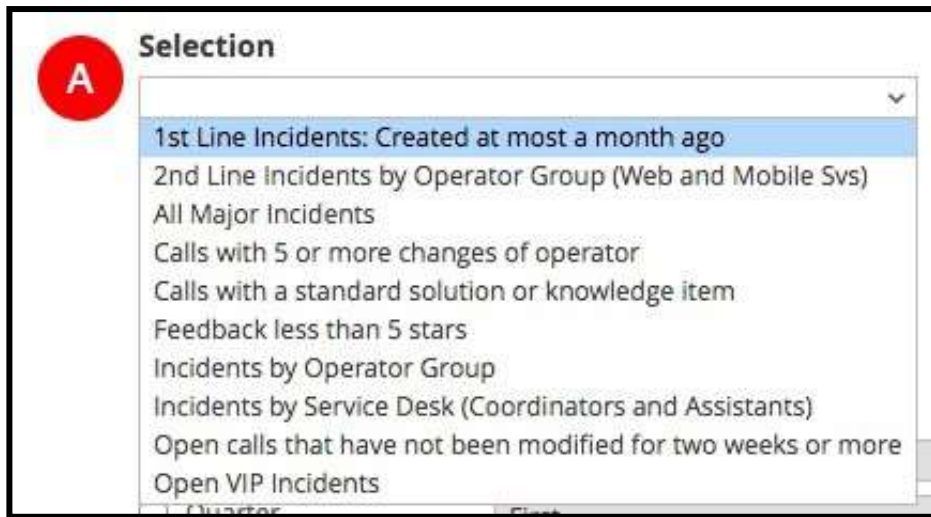 A
Selection
1st Line Incidents: Created at most a month ago
2nd Line Incidents by Operator Group (Web and Mobile Svs)
All Major Incidents
Calls with 5 or more changes of operator
Calls with a standard solution or knowledge item
Feedback less than 5 stars
Incidents by Operator Group
Incidents by Service Desk (Coordinators and Assistants)
Open calls that have not been modified for two weeks or more
Open VIP Incidents
Quarter First